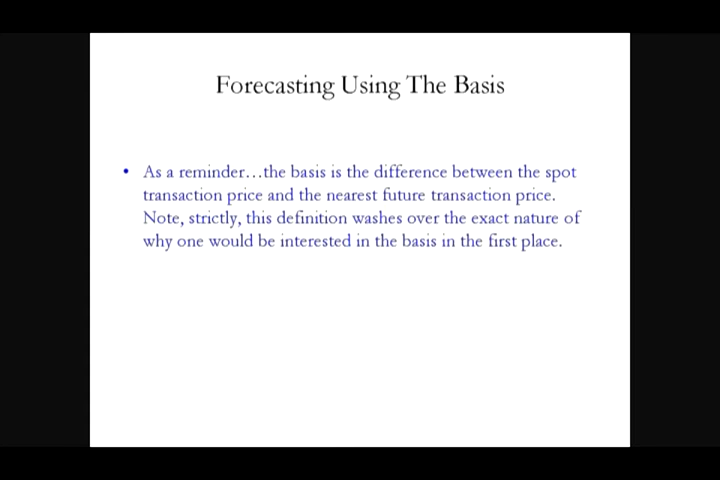 Forecasting Using The Basis
• As a reminder…the basis is the difference between the spot
transaction price and the nearest future transaction price.
Note, strictly, this definition washes over the exact nature of
why one would be interested in the basis in the first place.